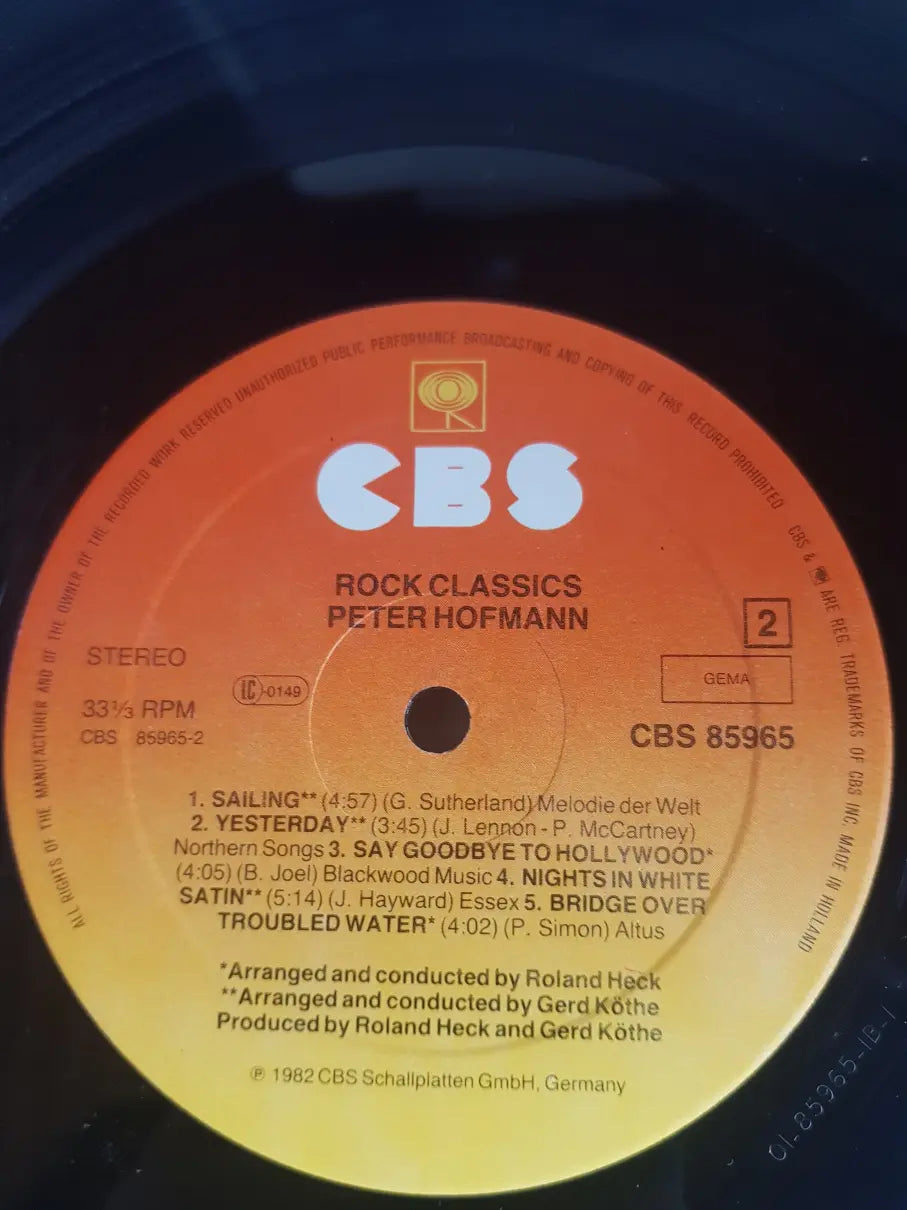 ALL RIGHTS OF THE MANUFACTURER AND OF THE OWNER OF THE RECORDED WORK RESERVED UNAUTHORIZED PUBLIC PERFORMANCE BROADCASTING AND COPYING OF THIS RECORD PROHIBITED CBS & ARE REG. TRADEMARKS OF CBS INC. MADE IN HOLLAND
CBS
ROCK CLASSICS
PETER HOFMANN
2
STEREO
GEMA
LC-0149
33⅓ RPM
CBS 85965-2
CBS 85965
1. SAILING** (4:57) (G. Sutherland) Melodie der Welt
2. YESTERDAY** (3:45) (J. Lennon - P. McCartney)
Northern Songs 3. SAY GOODBYE TO HOLLYWOOD*
(4:05) (B. Joel) Blackwood Music 4. NIGHTS IN WHITE
SATIN** (5:14) (J. Hayward) Essex 5. BRIDGE OVER
TROUBLED WATER* (4:02) (P. Simon) Altus
*Arranged and conducted by Roland Heck
**Arranged and conducted by Gerd Köthe
Produced by Roland Heck and Gerd Köthe
℗ 1982 CBS Schallplatten GmbH, Germany
01-85965-1B-1